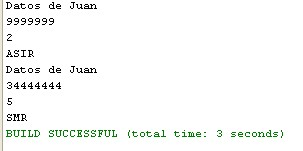 Datos de Juan
9999999
2
ASIR
Datos de Juan
34444444
5
SMR
BUILD SUCCESSFUL (total time: 3 seconds)